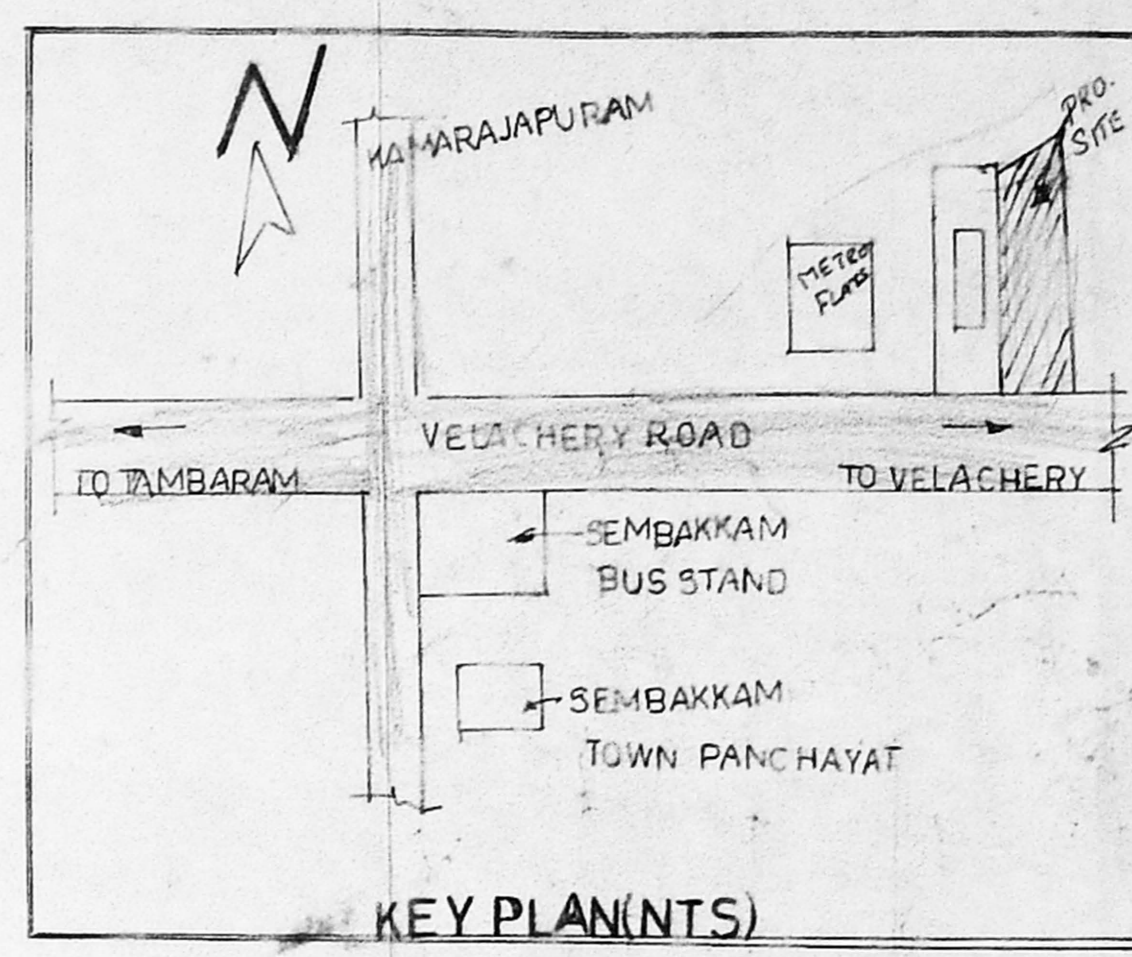 N
KAMARAJAPURAM
PRO.
SITE
METRO
FLATS
VELACHERY ROAD
TO TAMBARAM
TO VELACHERY
SEMBAKKAM
BUS STAND
SEMBAKKAM
TOWN PANCHAYAT
KEY PLAN(NTS)